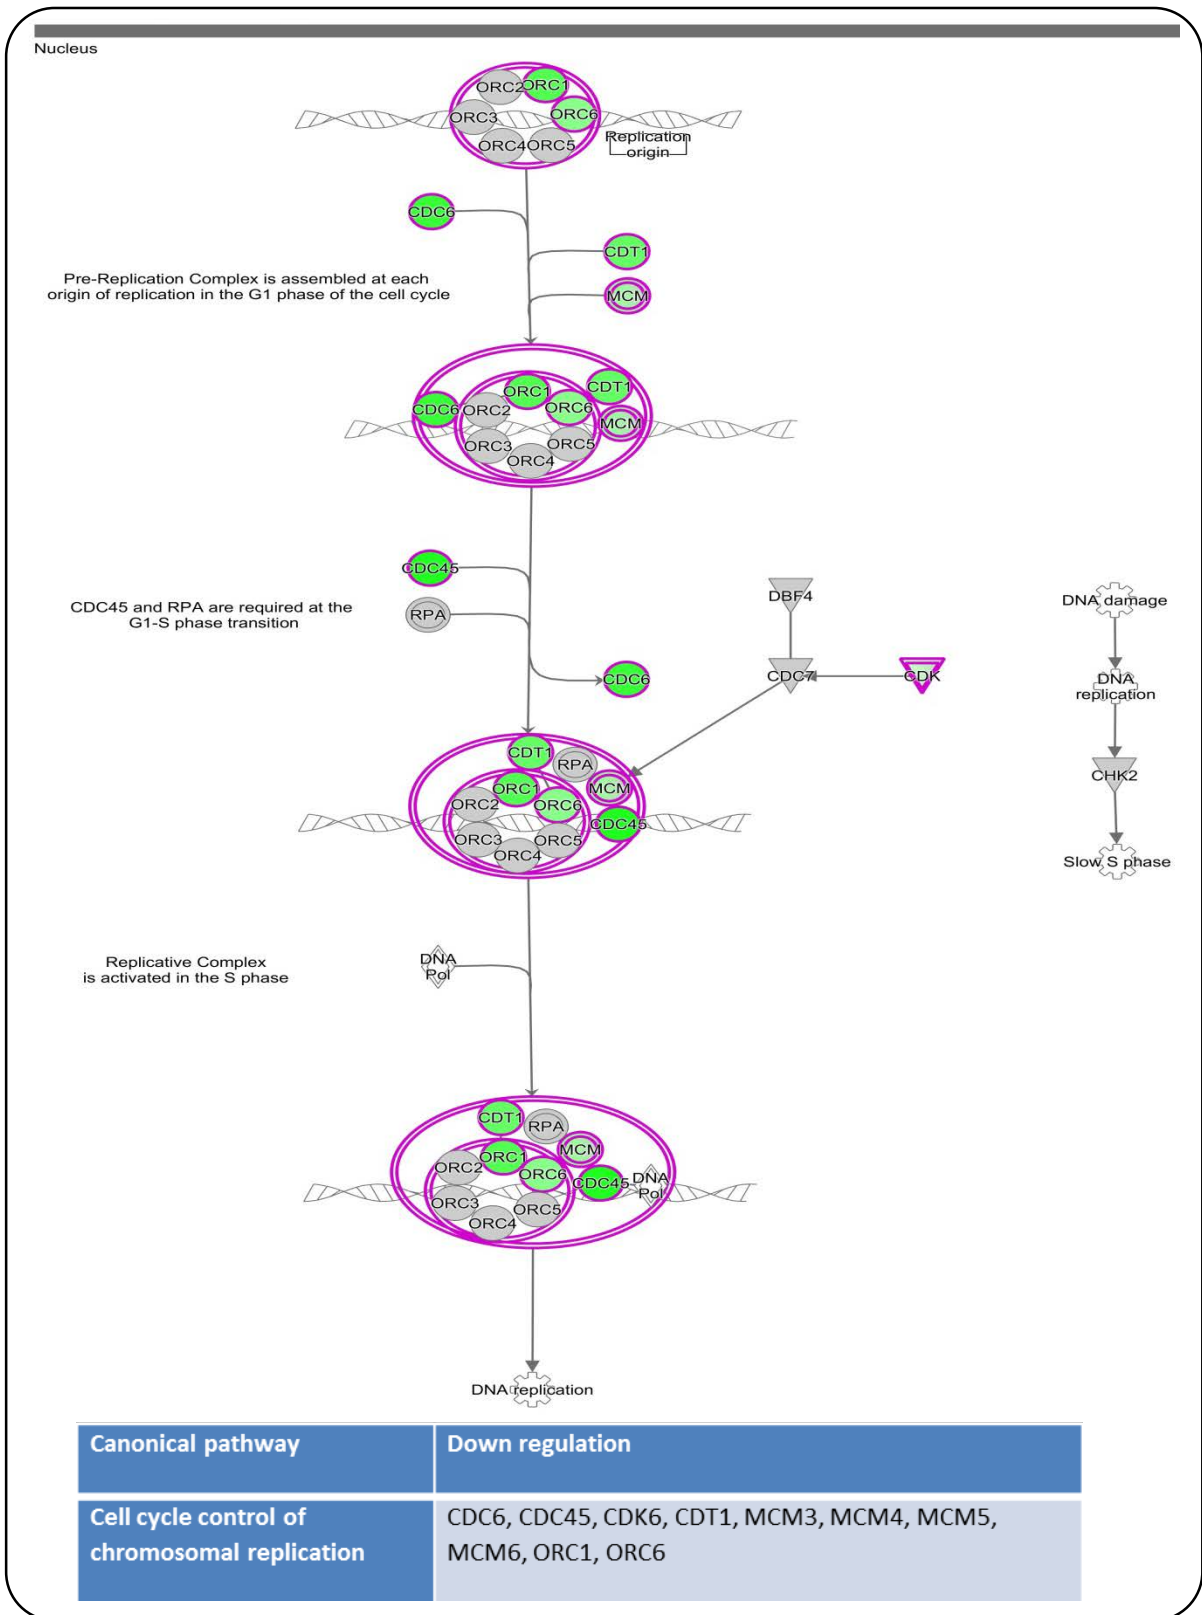 Nucleus
ORC2
ORC1
ORC3
ORC6
ORC4
ORC5
Replication
origin
CDC6
CDT1
Pre-Replication Complex is assembled at each
origin of replication in the G1 phase of the cell cycle
MCM
ORC1
CDT1
CDC6
ORC2
ORC6
MCM
ORC3
ORC5
ORC4
CDC45
CDC45 and RPA are required at the
G1-S phase transition
RPA
CDC6
DBF4
CDC7
CDK
DNA damage
DNA
replication
CHK2
Slow S phase
CDT1
RPA
ORC1
MCM
ORC2
ORC6
CDC45
ORC3
ORC5
ORC4
Replicative Complex
is activated in the S phase
DNA
Pol
CDT1
RPA
ORC1
MCM
ORC2
ORC6
CDC45
DNA
Pol
ORC3
ORC5
ORC4
DNA replication
Canonical pathway
Down regulation
Cell cycle control of
chromosomal replication
CDC6, CDC45, CDK6, CDT1, MCM3, MCM4, MCM5,
MCM6, ORC1, ORC6